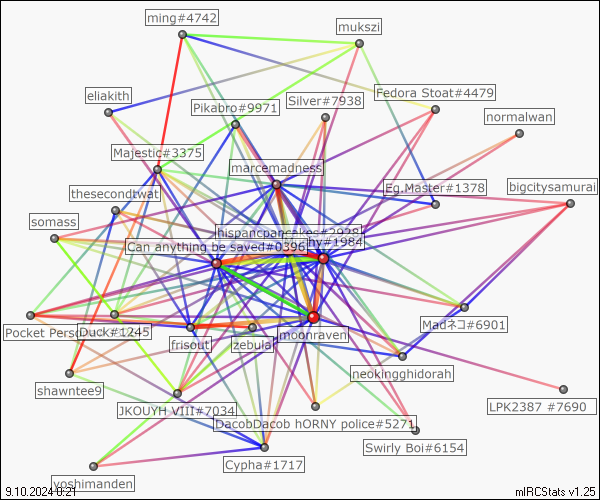 ming#4742
mukszi
eliakith
Pikabro#9971
Silver#7938
Fedora Stoat#4479
normalwan
Majestic#3375
marcemadness
thesecondtwat
Eg.Master#1378
bigcitysamurai
somass
hispanicpancakes#2938
Can anything be saved#0396
hy#1984
Pocket Perso
Duck#1245
frisout
zebula
moonraven
Madネコ#6901
neokingghidorah
shawntee9
JKOUYH VIII#7034
DacobDacob hORNY police#5271
LPK2387 #7690
Swirly Boi#6154
Cypha#1717
yoshimanden
9.10.2024 0:21
mIRCStats v1.25